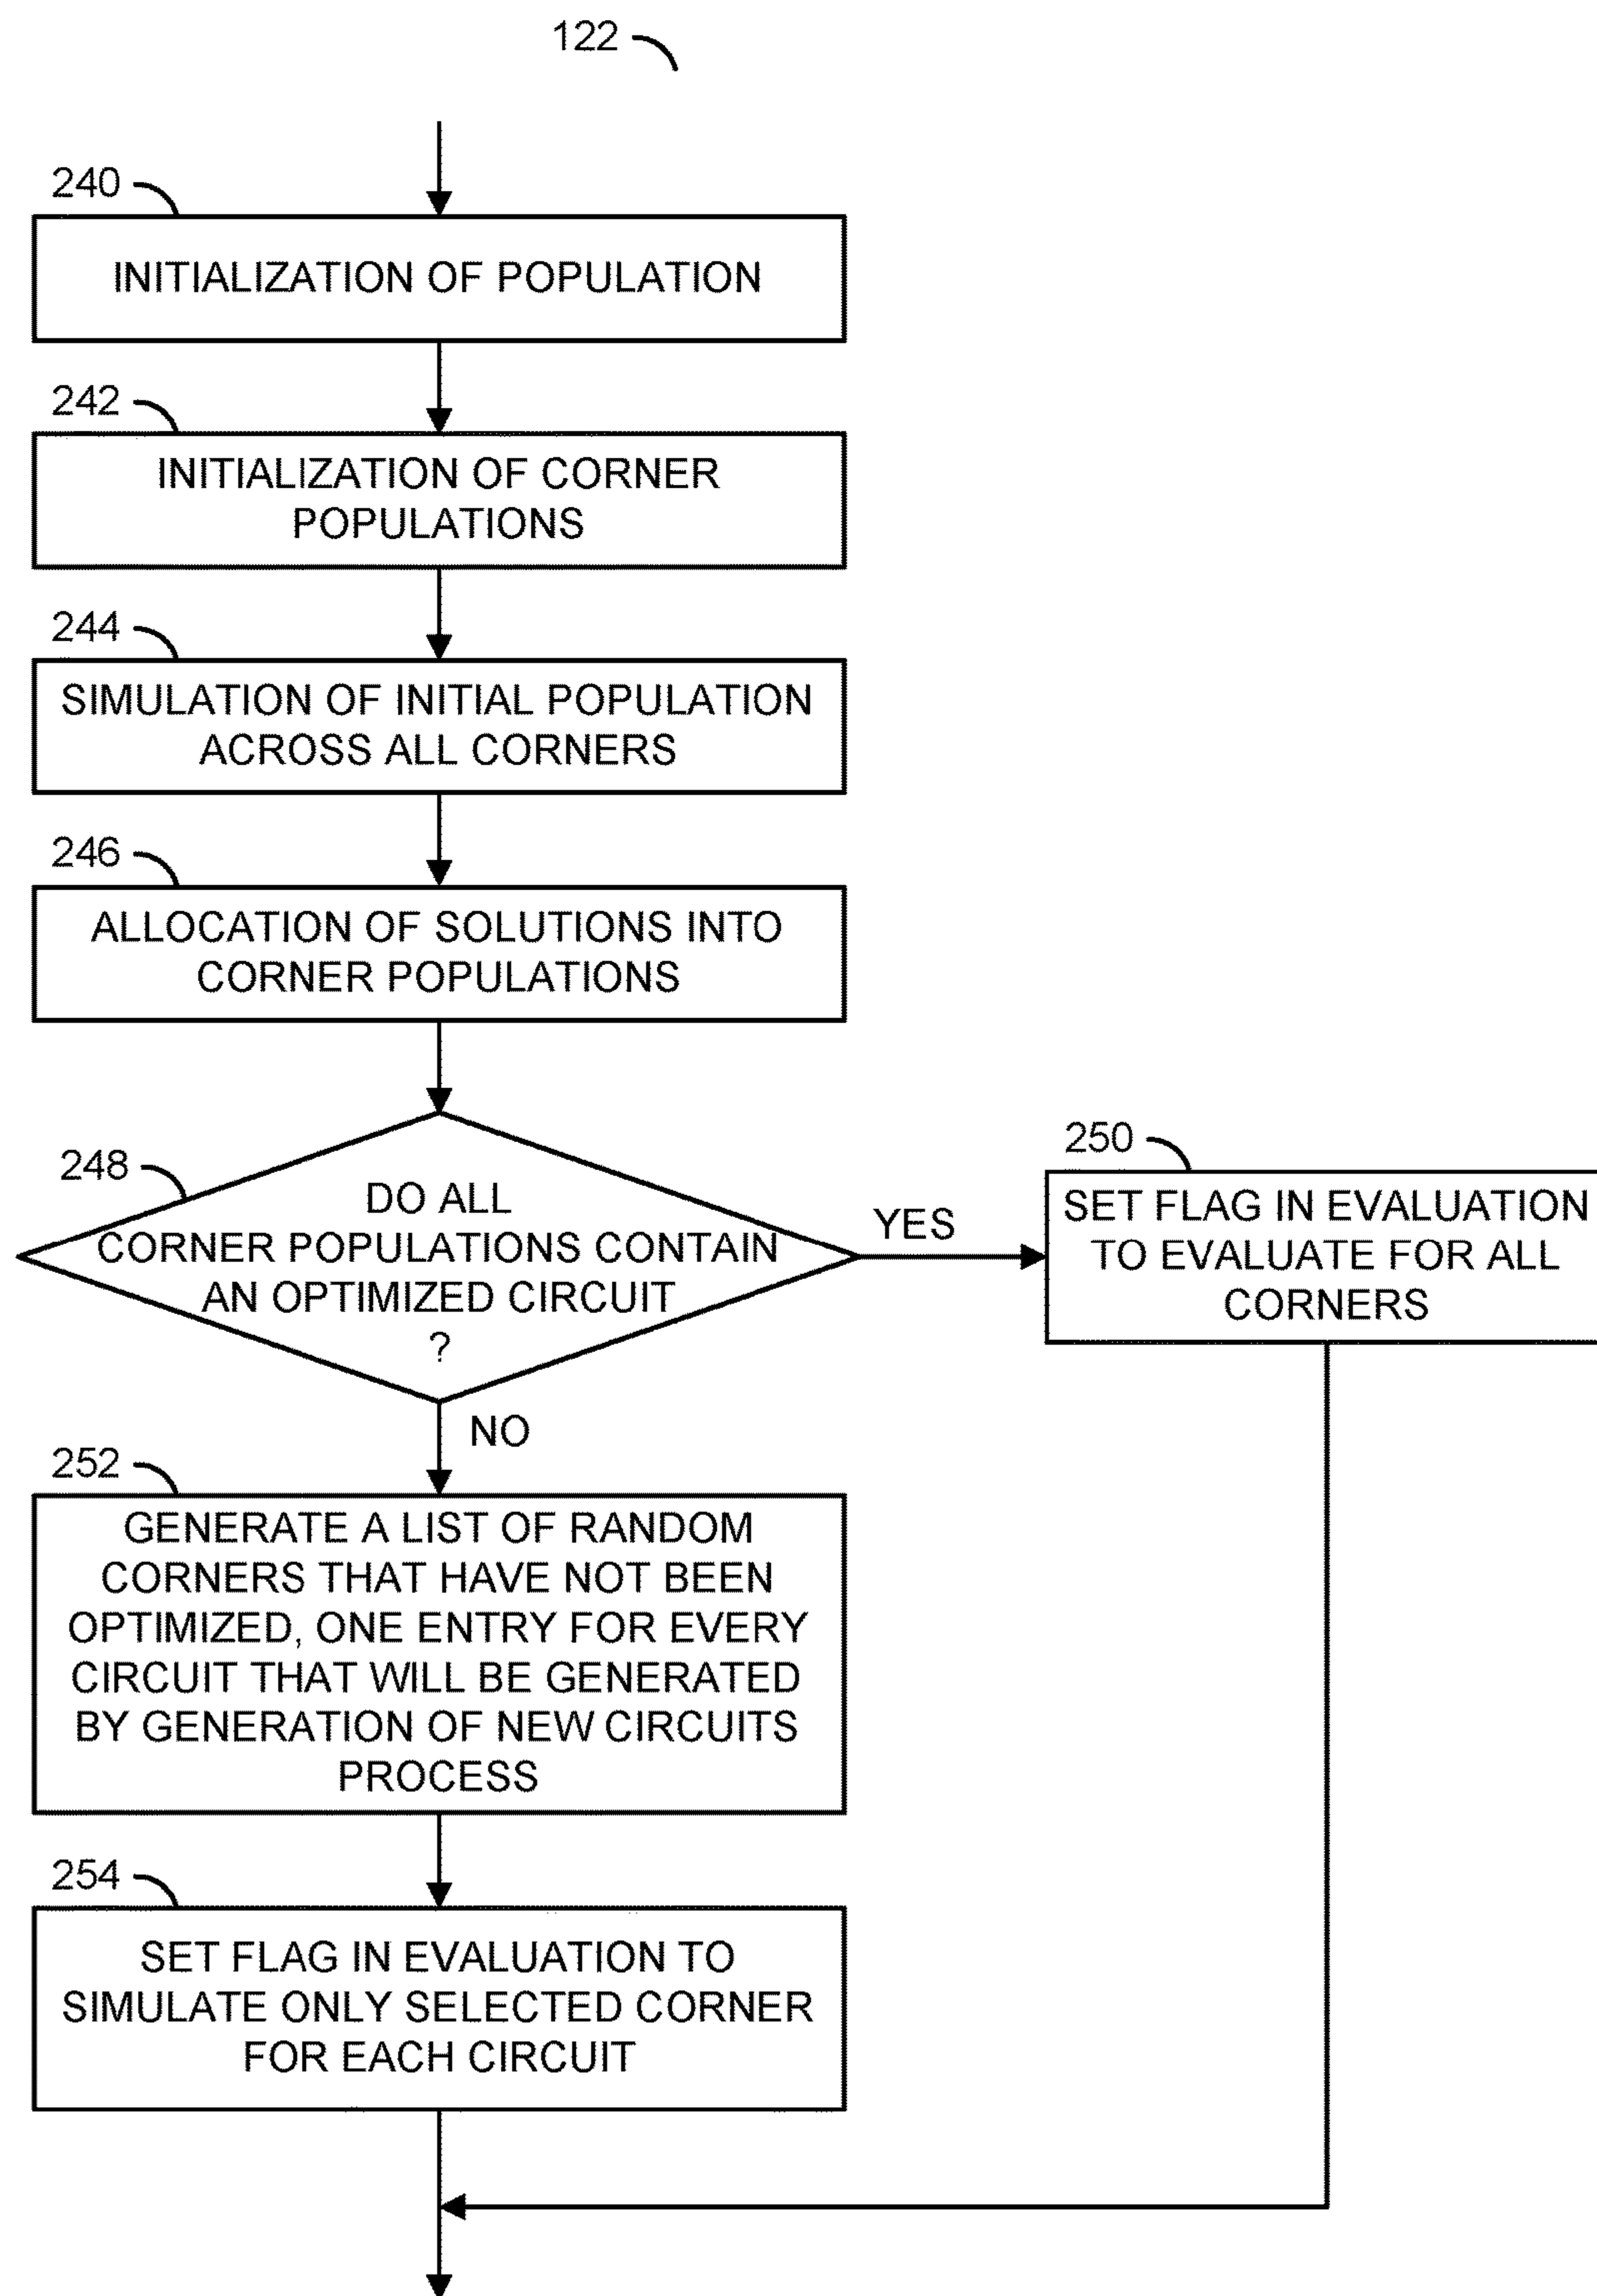 122
240
INITIALIZATION OF POPULATION
242
INITIALIZATION OF CORNER
POPULATIONS
244
SIMULATION OF INITIAL POPULATION
ACROSS ALL CORNERS
246
ALLOCATION OF SOLUTIONS INTO
CORNER POPULATIONS
248
DO ALL
CORNER POPULATIONS CONTAIN
AN OPTIMIZED CIRCUIT
?
YES
250
SET FLAG IN EVALUATION
TO EVALUATE FOR ALL
CORNERS
NO
252
GENERATE A LIST OF RANDOM
CORNERS THAT HAVE NOT BEEN
OPTIMIZED, ONE ENTRY FOR EVERY
CIRCUIT THAT WILL BE GENERATED
BY GENERATION OF NEW CIRCUITS
PROCESS
254
SET FLAG IN EVALUATION TO
SIMULATE ONLY SELECTED CORNER
FOR EACH CIRCUIT